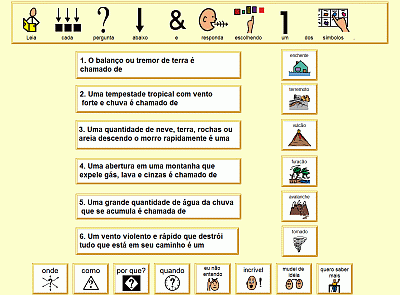 Leia cada pergunta abaixo e responda escolhendo um dos símbolos .
1. O balanço ou tremor de terra é
chamado de
enchente
2. Uma tempestade tropical com vento
forte e chuva é chamado de
terremoto
3. Uma quantidade de neve, terra, rochas ou
areia descendo o morro rapidamente é uma
vulcão
4. Uma abertura em uma montanha que
expele gás, lava e cinzas é chamado de
furacão
5. Uma grande quantidade de água da chuva
que se acumula é chamada de
avalanche
6. Um vento violento e rápido que destrói
tudo que está em seu caminho é um
tornado
onde como por que? quando eu não entendo incrível mudei de idéia quero saber mais